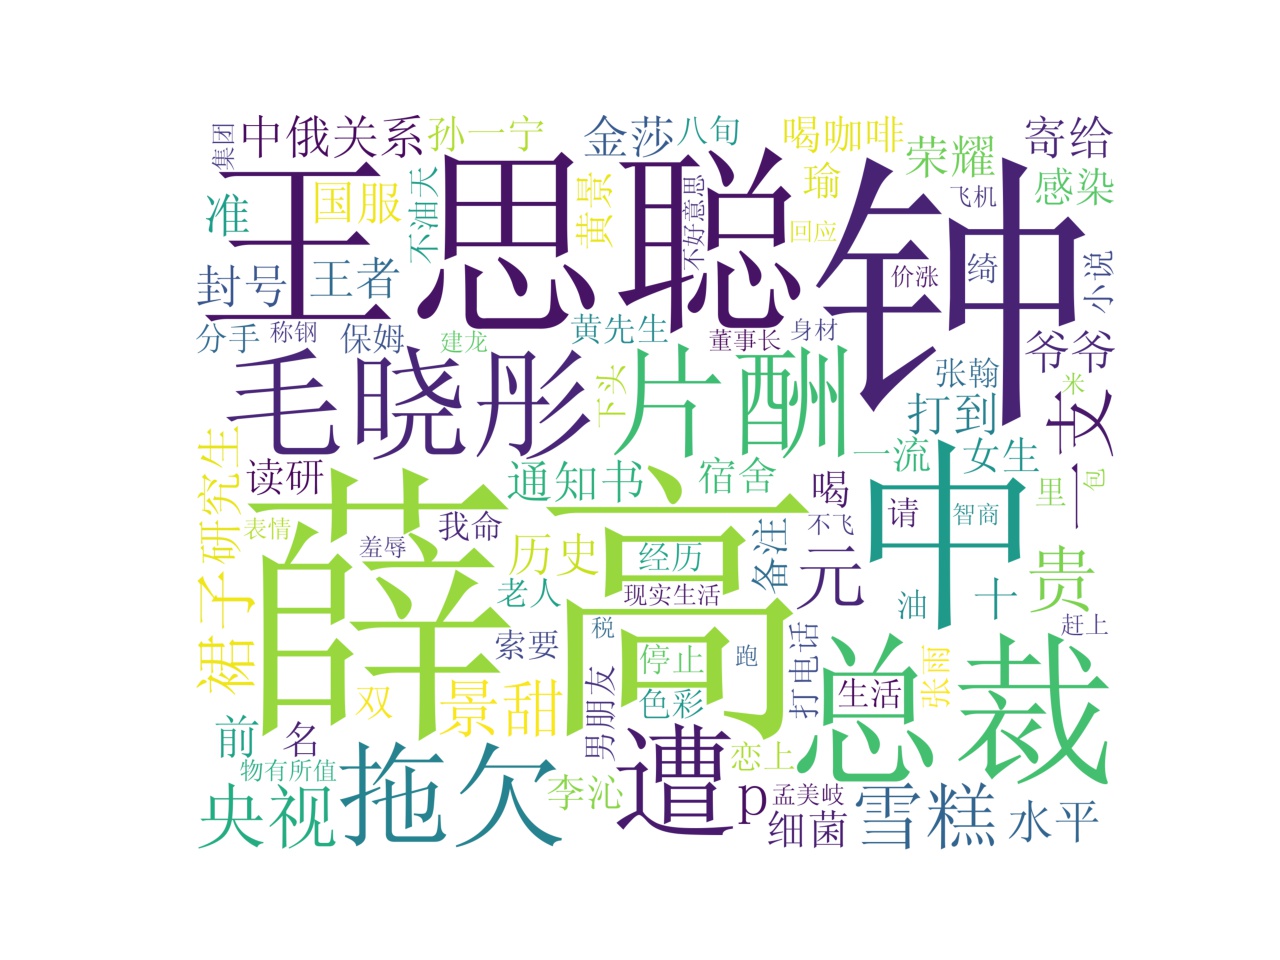 集团
中俄关系
孙一宁
金莎
八旬
喝咖啡
荣耀
寄给
准
国服
不油天
黄景
瑜
飞机
感染
王思聪
不好意思
回应
钟
封号
王者
价涨
绮
小说
分手
称钢
保姆
建龙
黄先生
董事长
身材
爷爷
毛晓彤
下头
片酬
张翰
米
打到
一支
研究生
读研
通知书
宿舍
喝
一流
女生
里
包
表情
我命
羞辱
薛
高
历史
经历
备注
不飞
请
中
智商
元
贵
裙子
老人
现实生活
油
十
索要
税
停止
跑
打电话
赶上
双
景甜
男朋友
色彩
生活
张雨
总裁
前
名
物有所值
遭
恋上
央视
拖欠
李沁
p
孟美岐
细菌
雪糕
水平